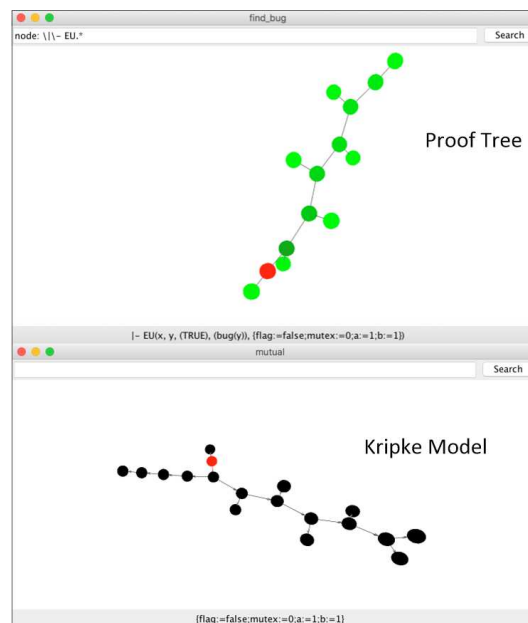 find_bug
node: \|\- EU.*
Search
Proof Tree
|- EU(x, y, (TRUE), (bug(y)), {flag:=false;mutex:=0;a:=1;b:=1})
mutual
Search
Kripke Model
{flag:=false;mutex:=0;a:=1;b:=1}